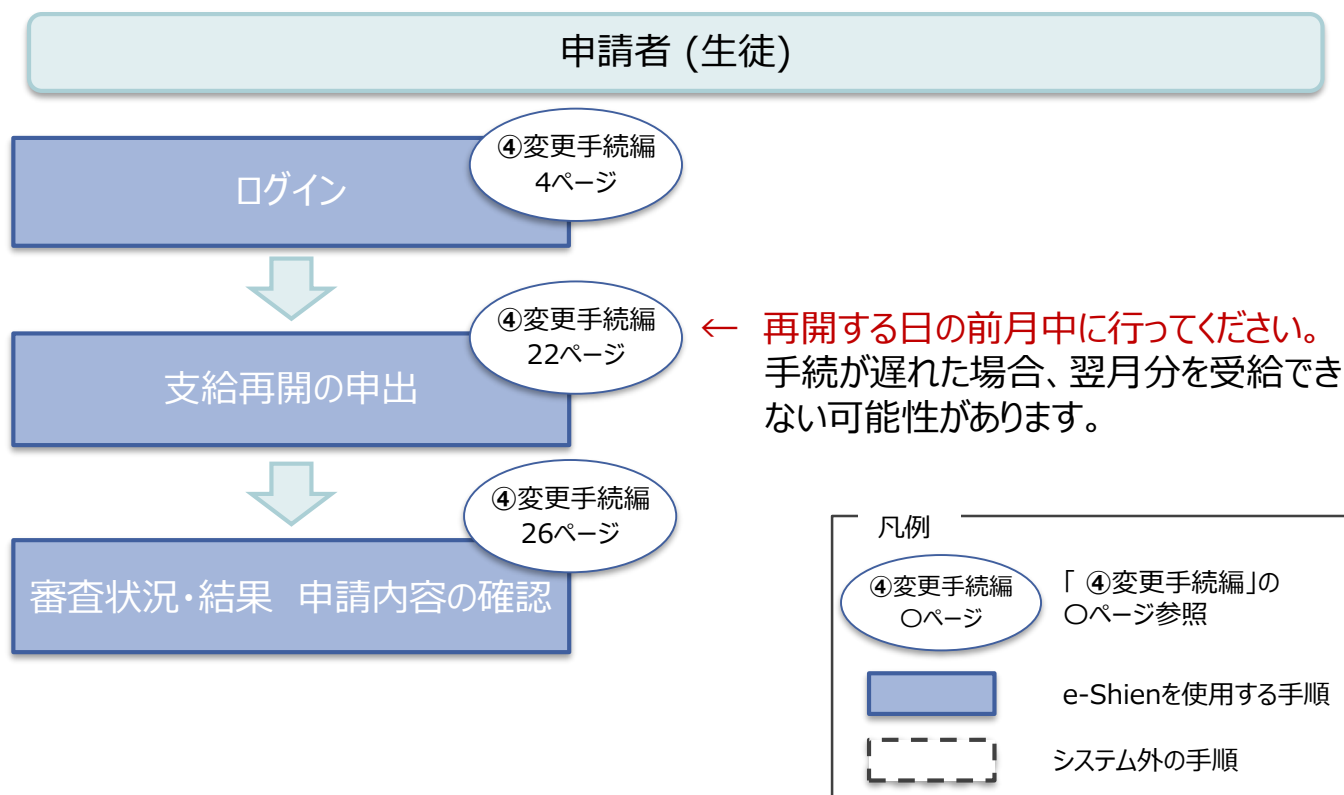 申請者 (生徒)
④変更手続編
4ページ
ログイン
④変更手続編
22ページ
← 再開する日の前月中に行ってください。
手続が遅れた場合、翌月分を受給でき
ない可能性があります。
支給再開の申出
④変更手続編
26ページ
審査状況・結果　申請内容の確認
凡例
④変更手続編
〇ページ
「 ④変更手続編」の
〇ページ参照
e-Shienを使用する手順
システム外の手順